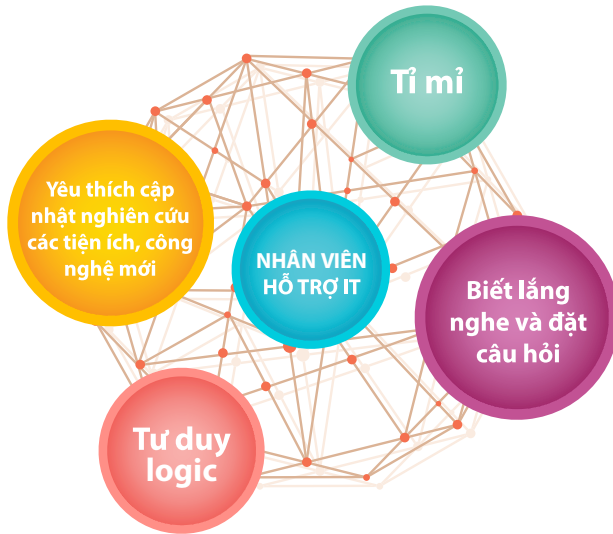 Tỉ mỉ
Yêu thích cập
nhật nghiên cứu
các tiện ích, công
nghệ mới
NHÂN VIÊN
HỖ TRỢ IT
Biết lắng
nghe và đặt
câu hỏi
Tư duy
logic